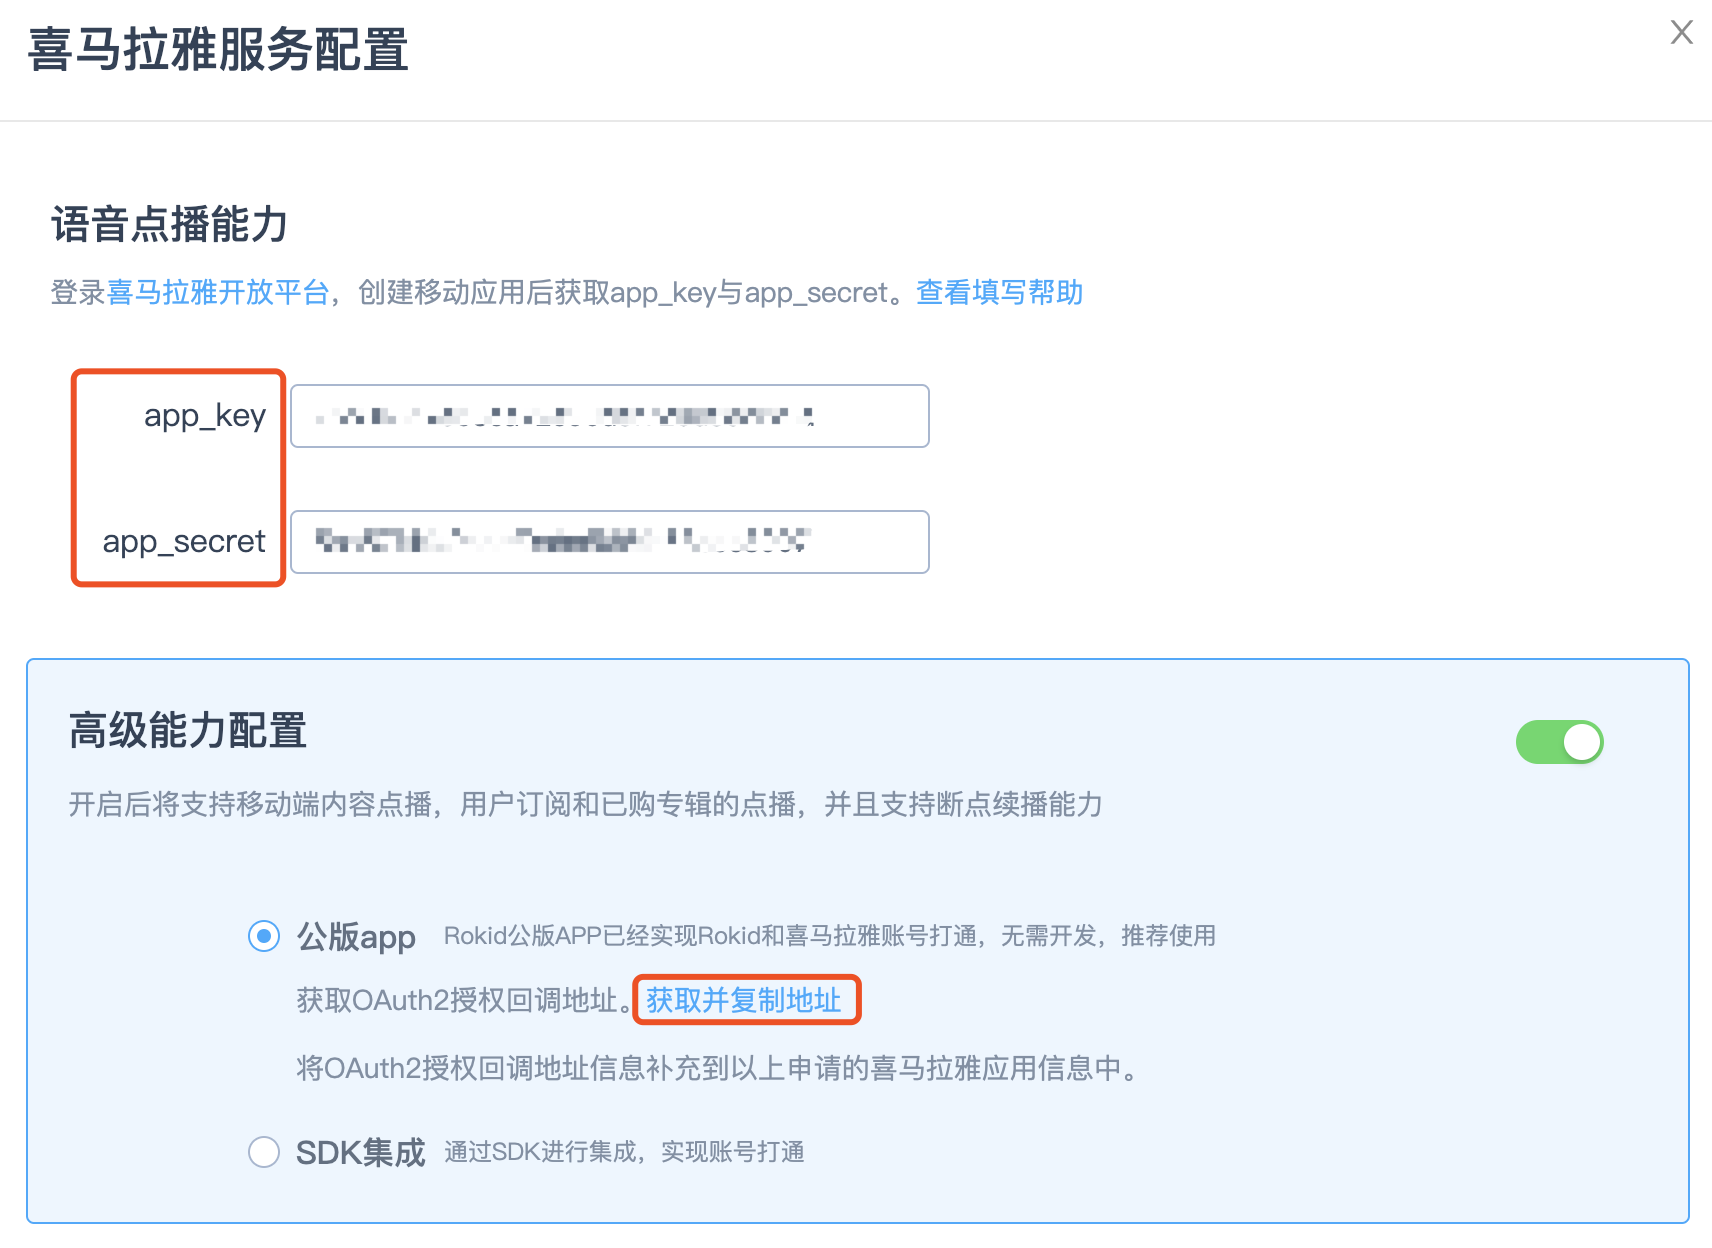 喜马拉雅服务配置
语音点播能力
登录喜马拉雅开放平台，创建移动应用后获取app_key与app_secret。查看填写帮助
app_key
app_secret
高级能力配置
开启后将支持移动端内容点播，用户订阅和已购专辑的点播，并且支持断点续播能力
公版app Rokid公版APP已经实现Rokid和喜马拉雅账号打通，无需开发，推荐使用
获取OAuth2授权回调地址。获取并复制地址
将OAuth2授权回调地址信息补充到以上申请的喜马拉雅应用信息中。
SDK集成 通过SDK进行集成，实现账号打通